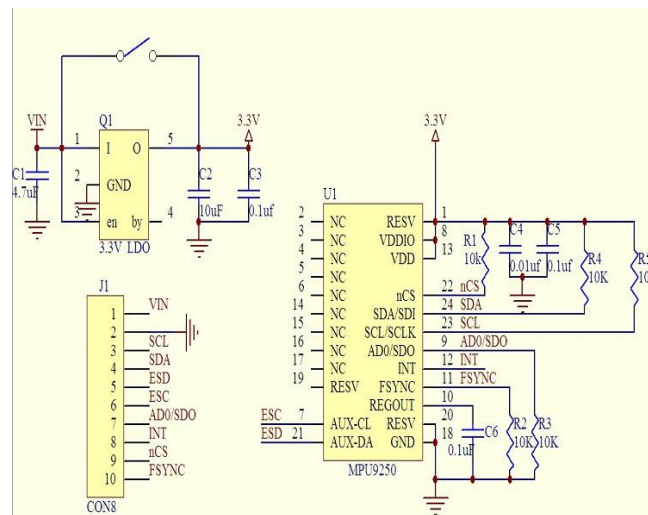 VIN
Q1
3.3V
1 I O 5
C1
4.7uF
2 GND
C2
10uF
C3
0.1uf
3 en by 4
3.3V LDO
3.3V
U1
2 NC RESV 1
3 NC VDDIO 8
4 NC VDD 13
5 NC
6 NC nCS 22 nCS
14 NC SDA/SDI 24 SDA
15 NC SCL/SCLK 23 SCL
16 NC AD0/SDO 9 AD0/SDO
17 NC INT 12 INT
19 RESV FSYNC 11 FSYNC
REGOUT 10
ESC 7 AUX-CL RESV 20
ESD 21 AUX-DA GND 18
MPU9250
R1
10k
C4
0.01uf
C5
0.1uf
R4
10K
R5
10K
C6
0.1uF
R2
10K
R3
10K
J1
1 VIN
2
3 SCL
4 SDA
5 ESD
6 ESC
7 AD0/SDO
8 INT
9 nCS
10 FSYNC
CON8